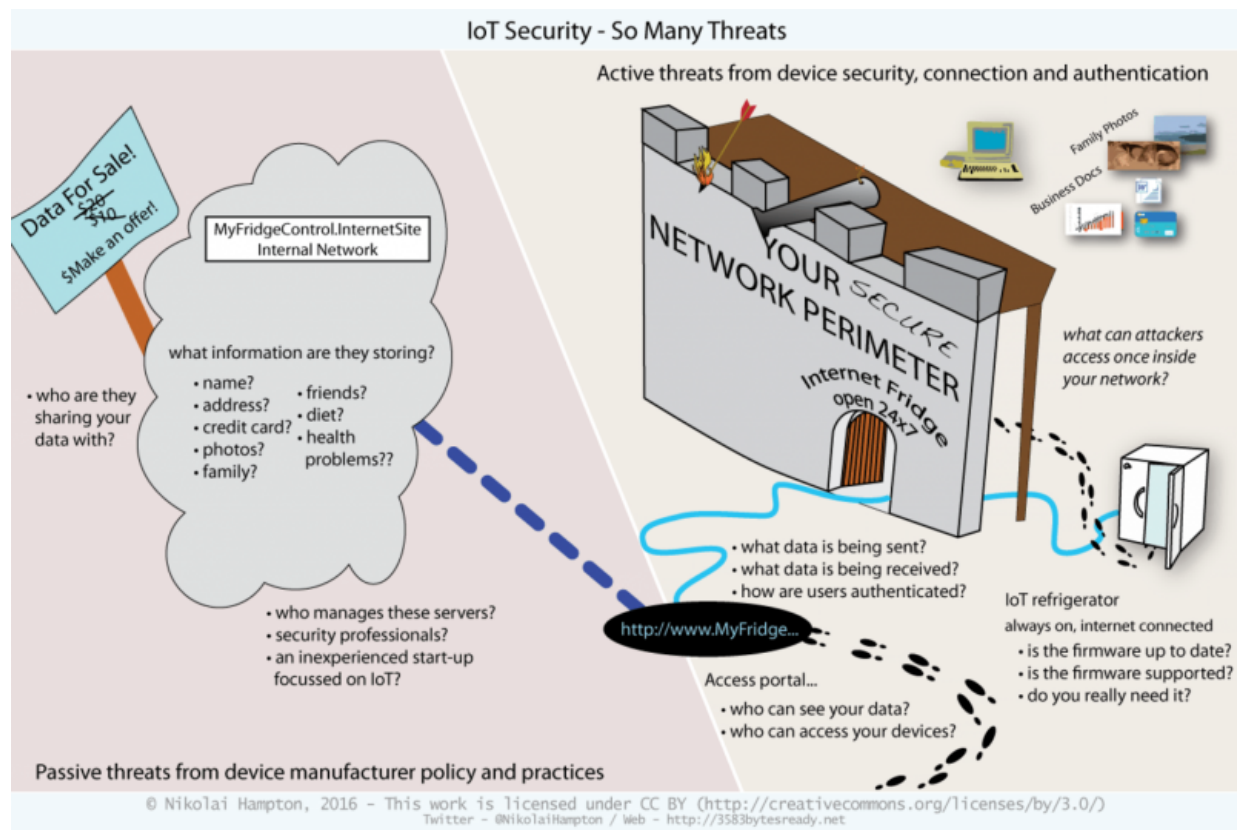 IoT Security - So Many Threats
Active threats from device security, connection and authentication
Data For Sale!
$20
$10
$Make an offer!
MyFridgeControl.InternetSite
Internal Network
what information are they storing?
• name?
• address?
• credit card?
• photos?
• family?
• friends?
• diet?
• health
problems??
• who are they
sharing your
data with?
• who manages these servers?
• security professionals?
• an inexperienced start-up
focussed on IoT?
Passive threats from device manufacturer policy and practices
Family Photos
Business Docs
YOUR SECURE
NETWORK PERIMETER
Internet Fridge
open 24x7
what can attackers
access once inside
your network?
• what data is being sent?
• what data is being received?
• how are users authenticated?
http://www.MyFridge...
Access portal...
• who can see your data?
• who can access your devices?
IoT refrigerator
always on, internet connected
• is the firmware up to date?
• is the firmware supported?
• do you really need it?
© Nikolai Hampton, 2016 - This work is licensed under CC BY (http://creativecommons.org/licenses/by/3.0/)
Twitter - @NikolaiHampton / Web - http://3583bytesready.net